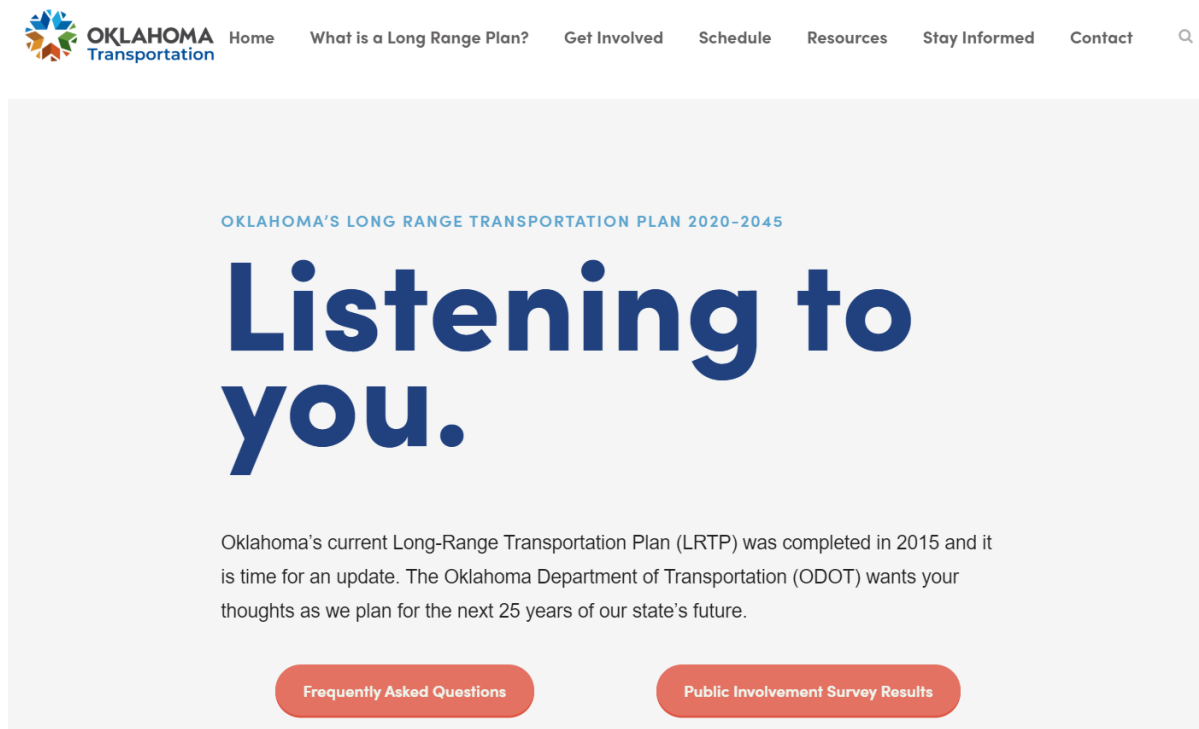 OKLAHOMA
Transportation
Home What is a Long Range Plan? Get Involved Schedule Resources Stay Informed Contact
OKLAHOMA’S LONG RANGE TRANSPORTATION PLAN 2020-2045
Listening to
you.
Oklahoma’s current Long-Range Transportation Plan (LRTP) was completed in 2015 and it
is time for an update. The Oklahoma Department of Transportation (ODOT) wants your
thoughts as we plan for the next 25 years of our state’s future.
Frequently Asked Questions Public Involvement Survey Results